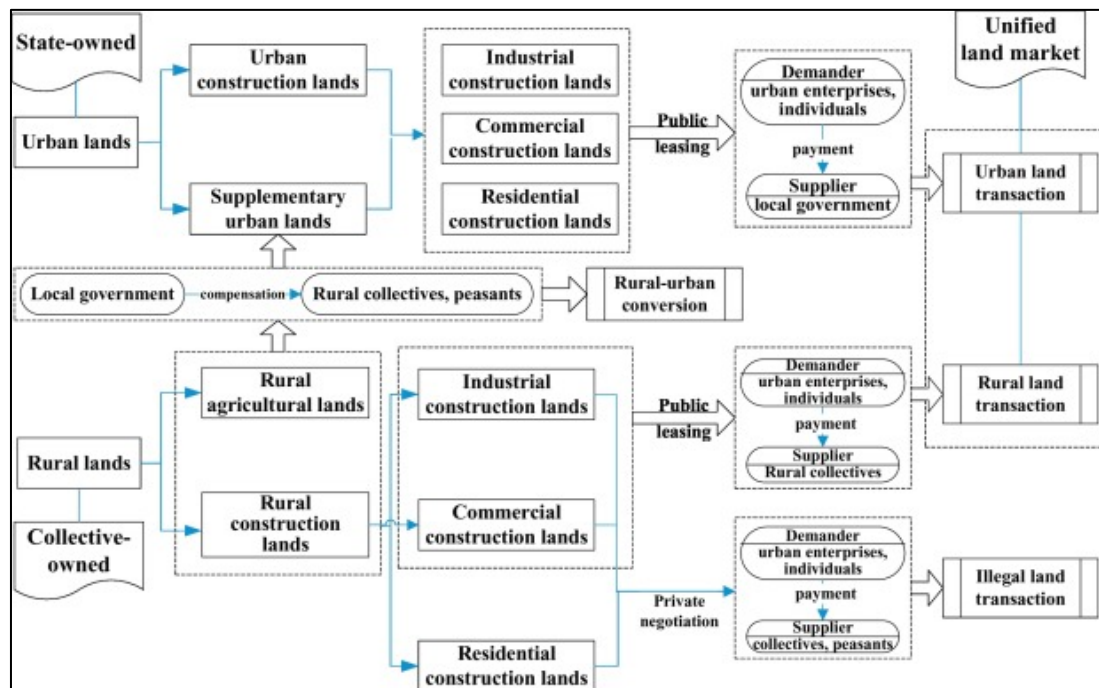 State-owned
Urban lands
Urban
construction lands
Supplementary
urban lands
Industrial
construction lands
Commercial
construction lands
Residential
construction lands
Public
leasing
Demander
urban enterprises,
individuals
payment
Supplier
local government
Unified
land market
Urban land
transaction
Local government
compensation
Rural collectives, peasants
Rural-urban
conversion
Rural lands
Collective-
owned
Rural
agricultural lands
Rural
construction
lands
Industrial
construction lands
Commercial
construction lands
Residential
construction lands
Public
leasing
Demander
urban enterprises,
individuals
payment
Supplier
Rural collectives
Rural land
transaction
Private
negotiation
Demander
urban enterprises,
individuals
payment
Supplier
collectives, peasants
Illegal land
transaction